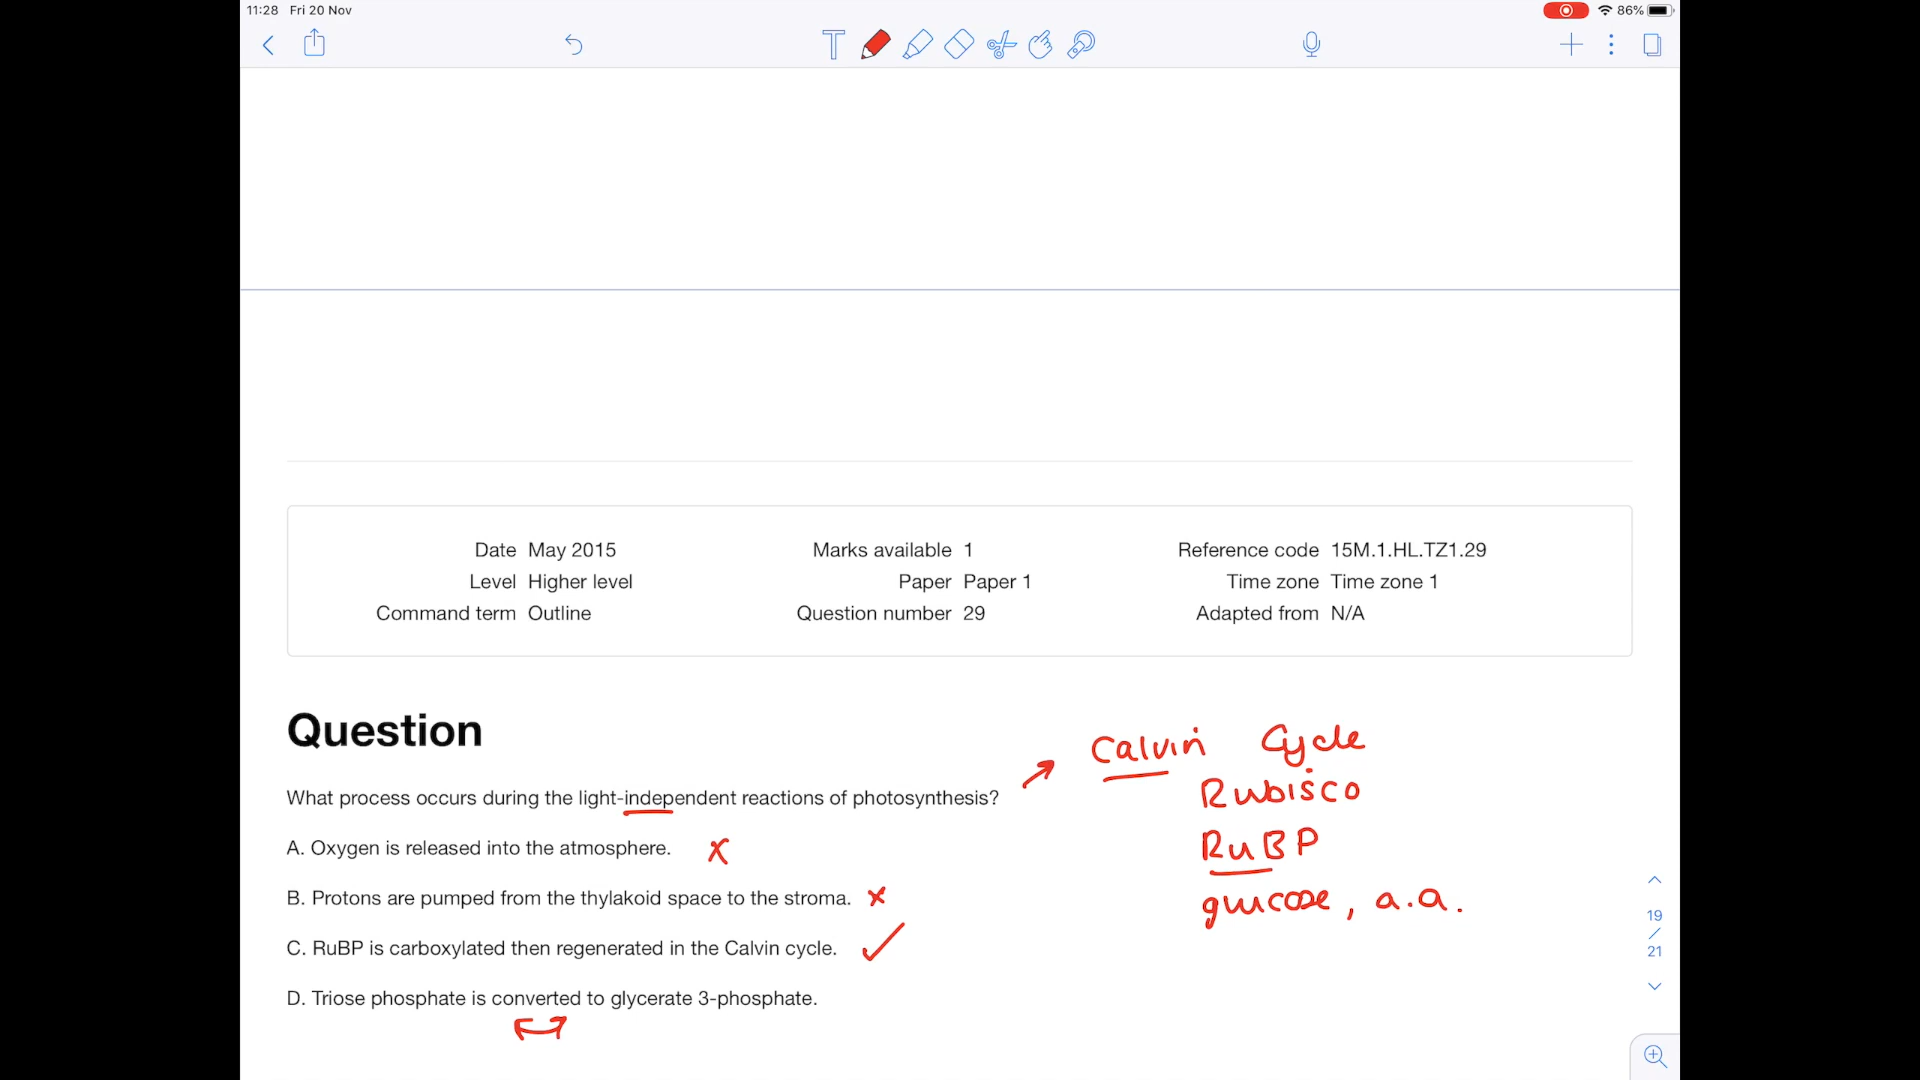 11:28 Fri 20 Nov
86%
Date May 2015
Marks available 1
Reference code 15M.1.HL.TZ1.29
Level Higher level
Paper Paper 1
Time zone Time zone 1
Command term Outline
Question number 29
Adapted from N/A
Question
Calvin Cycle
What process occurs during the light-independent reactions of photosynthesis?
Rubisco
A. Oxygen is released into the atmosphere. x
RuBP
B. Protons are pumped from the thylakoid space to the stroma. x
glucose, a.a.
C. RuBP is carboxylated then regenerated in the Calvin cycle. ✓
D. Triose phosphate is converted to glycerate 3-phosphate.
19
/
21